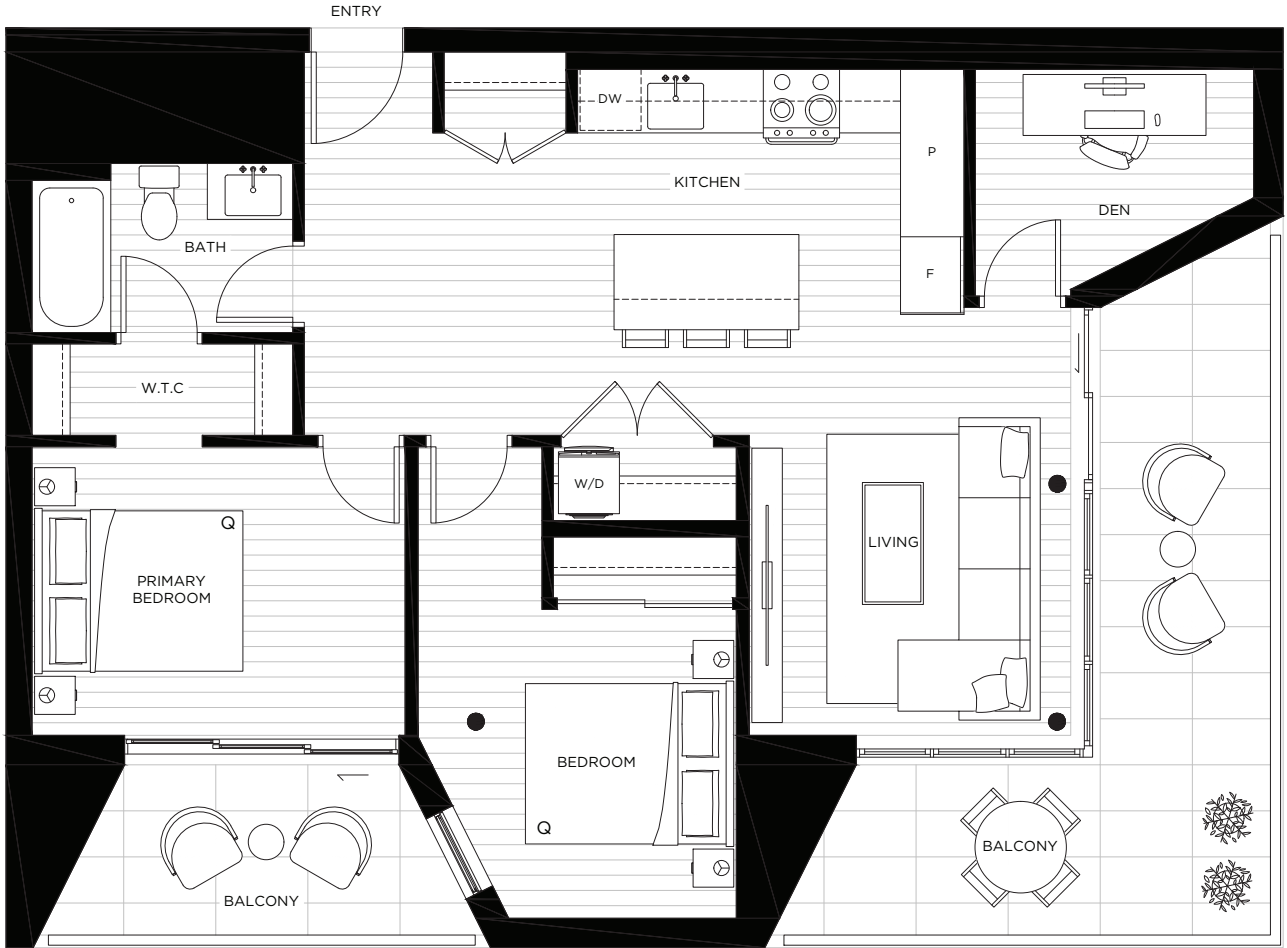 ENTRY
DW
P
KITCHEN
DEN
BATH
F
W.T.C
W/D
Q
LIVING
PRIMARY
BEDROOM
BEDROOM
Q
BALCONY
BALCONY